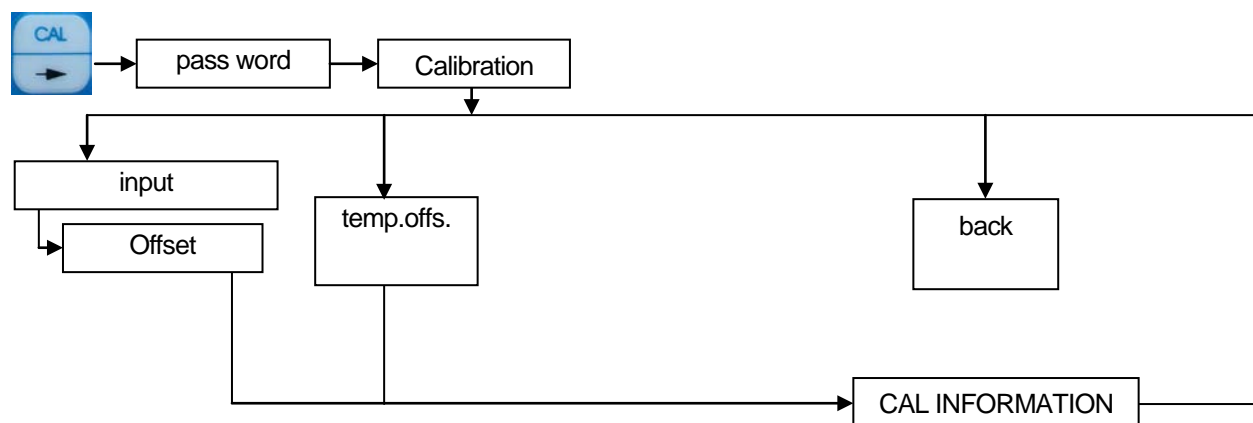 CAL
pass word
Calibration
input
temp.offs.
back
Offset
CAL INFORMATION